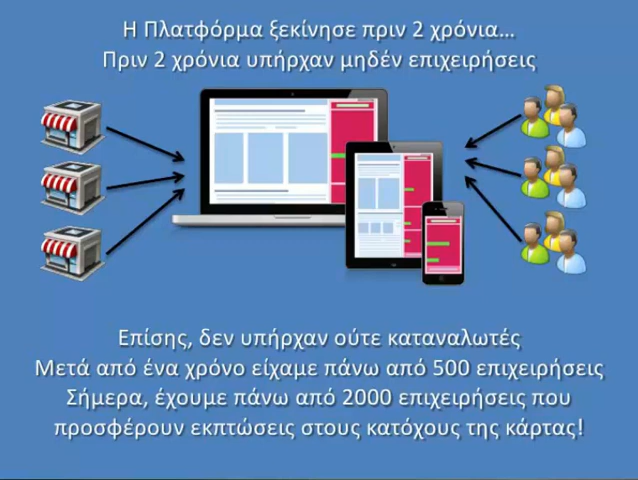 Η Πλατφόρμα ξεκίνησε πριν 2 χρόνια...
Πριν 2 χρόνια υπήρχαν μηδέν επιχειρήσεις
Επίσης, δεν υπήρχαν ούτε καταναλωτές
Μετά από ένα χρόνο είχαμε πάνω από 500 επιχειρήσεις
Σήμερα, έχουμε πάνω από 2000 επιχειρήσεις που
προσφέρουν εκπτώσεις στους κατόχους της κάρτας!